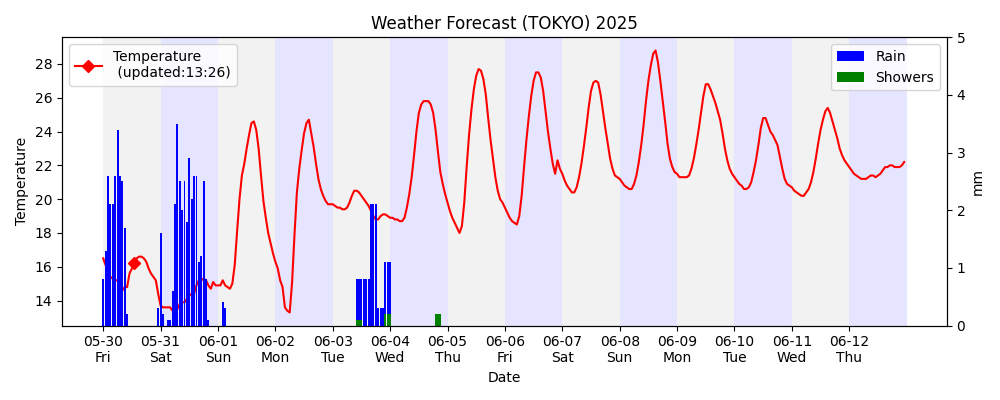 Weather Forecast (TOKYO) 2025
Temperature
(updated:13:26)
Rain
Showers
Temperature
28
26
24
22
20
18
16
14
5
4
3
2
1
0
mm
05-30 05-31 06-01 06-02 06-03 06-04 06-05 06-06 06-07 06-08 06-09 06-10 06-11 06-12
Fri Sat Sun Mon Tue Wed Thu Fri Sat Sun Mon Tue Wed Thu
Date